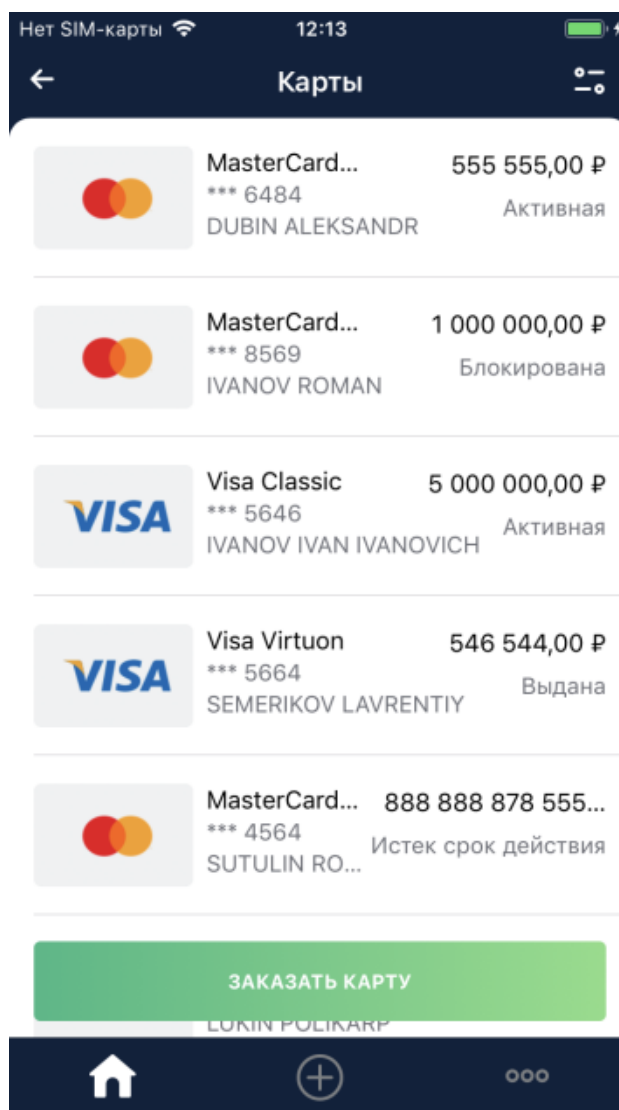 Нет SIM-карты 12:13
Карты
MasterCard... 555 555,00 ₽
*** 6484
Активная
DUBIN ALEKSANDR
MasterCard... 1 000 000,00 ₽
*** 8569
Блокирована
IVANOV ROMAN
VISA
Visa Classic 5 000 000,00 ₽
*** 5646
Активная
IVANOV IVAN IVANOVICH
VISA
Visa Virtuon 546 544,00 ₽
*** 5664
Выдана
SEMERIKOV LAVRENTIY
MasterCard... 888 888 878 555...
*** 4564
Истек срок действия
SUTULIN RO...
ЗАКАЗАТЬ КАРТУ
LUKIN POLIKARP